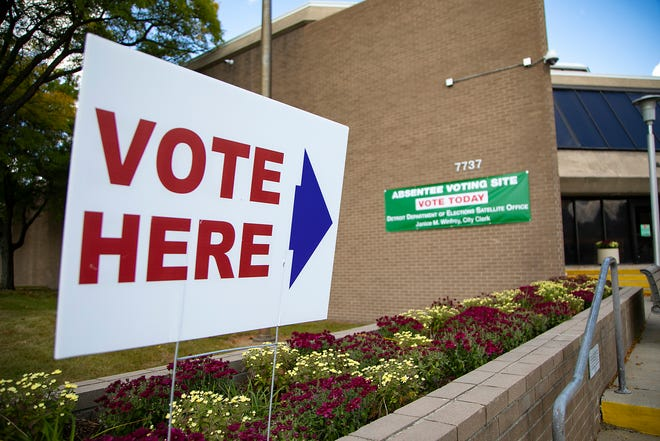 VOTE
HERE
7737
ABSENTEE VOTING SITE
VOTE TODAY
DETROIT DEPARTMENT OF ELECTIONS SATELLITE OFFICE
Janice M. Winfrey, City Clerk